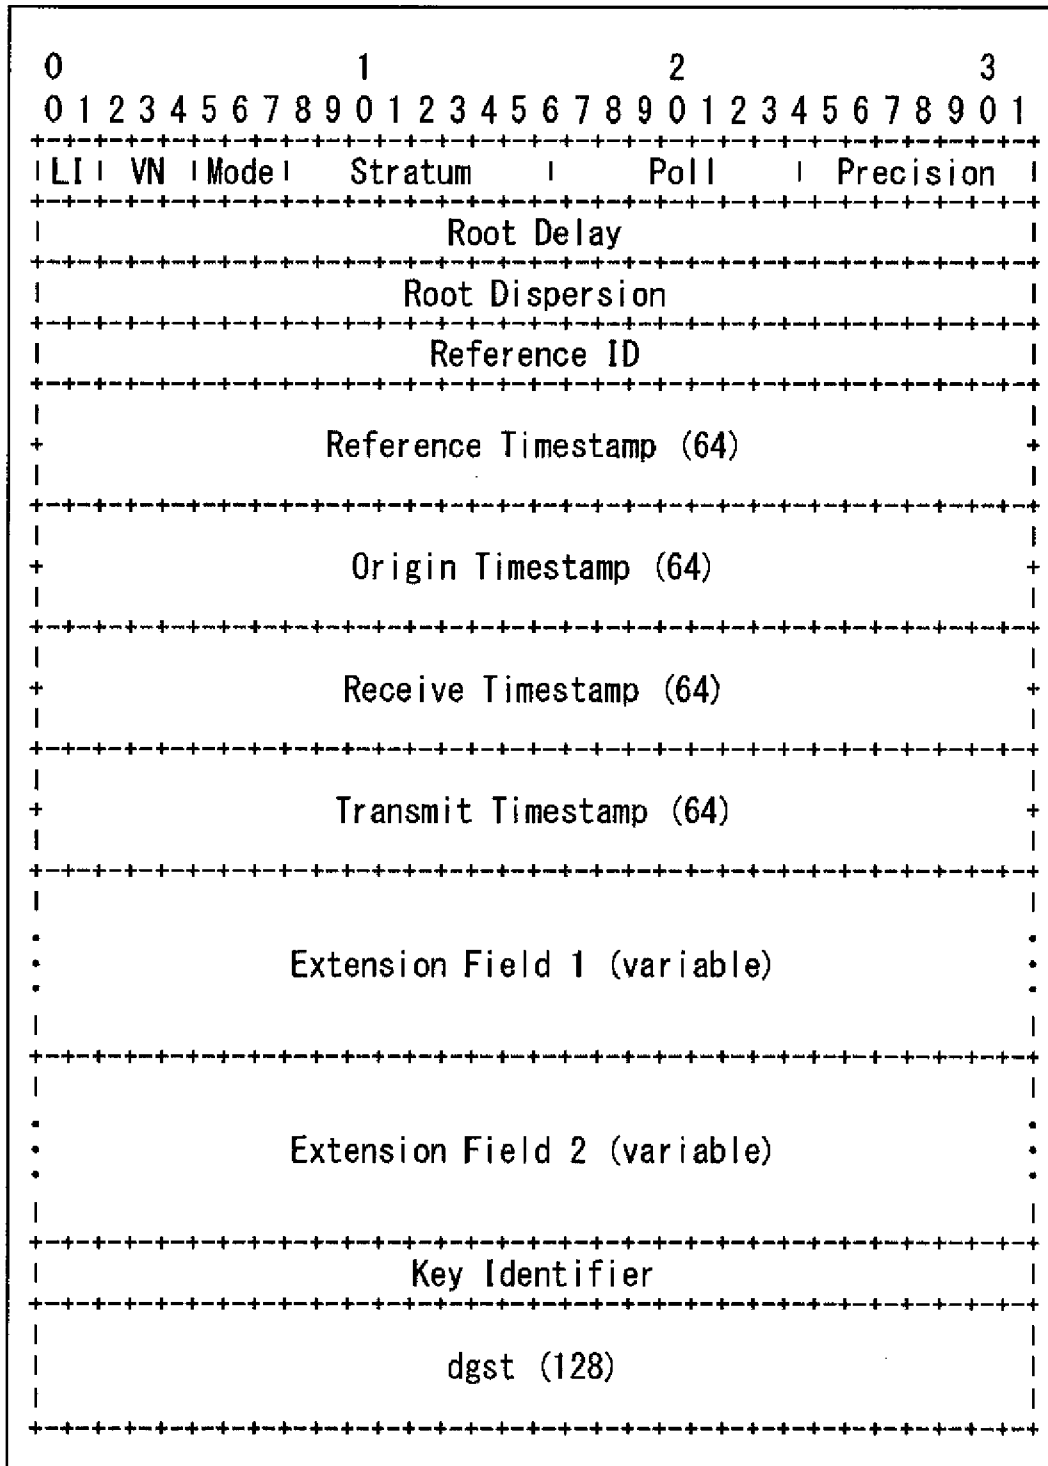 0 1 2 3
0 1 2 3 4 5 6 7 8 9 0 1 2 3 4 5 6 7 8 9 0 1 2 3 4 5 6 7 8 9 0 1
+-+-+-+-+-+-+-+-+-+-+-+-+-+-+-+-+-+-+-+-+-+-+-+-+-+-+-+-+-+-+-+-+
|LI| VN |Mode| Stratum | Poll | Precision |
+-+-+-+-+-+-+-+-+-+-+-+-+-+-+-+-+-+-+-+-+-+-+-+-+-+-+-+-+-+-+-+-+
| Root Delay |
+-+-+-+-+-+-+-+-+-+-+-+-+-+-+-+-+-+-+-+-+-+-+-+-+-+-+-+-+-+-+-+-+
| Root Dispersion |
+-+-+-+-+-+-+-+-+-+-+-+-+-+-+-+-+-+-+-+-+-+-+-+-+-+-+-+-+-+-+-+-+
| Reference ID |
+-+-+-+-+-+-+-+-+-+-+-+-+-+-+-+-+-+-+-+-+-+-+-+-+-+-+-+-+-+-+-+-+
| |
+ Reference Timestamp (64) +
| |
+-+-+-+-+-+-+-+-+-+-+-+-+-+-+-+-+-+-+-+-+-+-+-+-+-+-+-+-+-+-+-+-+
| |
+ Origin Timestamp (64) +
| |
+-+-+-+-+-+-+-+-+-+-+-+-+-+-+-+-+-+-+-+-+-+-+-+-+-+-+-+-+-+-+-+-+
| |
+ Receive Timestamp (64) +
| |
+-+-+-+-+-+-+-+-+-+-+-+-+-+-+-+-+-+-+-+-+-+-+-+-+-+-+-+-+-+-+-+-+
| |
+ Transmit Timestamp (64) +
| |
+-+-+-+-+-+-+-+-+-+-+-+-+-+-+-+-+-+-+-+-+-+-+-+-+-+-+-+-+-+-+-+-+
| |
. .
. Extension Field 1 (variable) .
. .
| |
+-+-+-+-+-+-+-+-+-+-+-+-+-+-+-+-+-+-+-+-+-+-+-+-+-+-+-+-+-+-+-+-+
| |
. .
. Extension Field 2 (variable) .
. .
| |
+-+-+-+-+-+-+-+-+-+-+-+-+-+-+-+-+-+-+-+-+-+-+-+-+-+-+-+-+-+-+-+-+
| Key Identifier |
+-+-+-+-+-+-+-+-+-+-+-+-+-+-+-+-+-+-+-+-+-+-+-+-+-+-+-+-+-+-+-+-+
| |
| dgst (128) |
| |
+-+-+-+-+-+-+-+-+-+-+-+-+-+-+-+-+-+-+-+-+-+-+-+-+-+-+-+-+-+-+-+-+